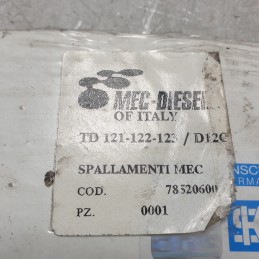 MEC-DIESEL
OF ITALY
TD 121-122-123 / D12C
SPALLAMENTI MEC
COD. 78520600
PZ. 0001